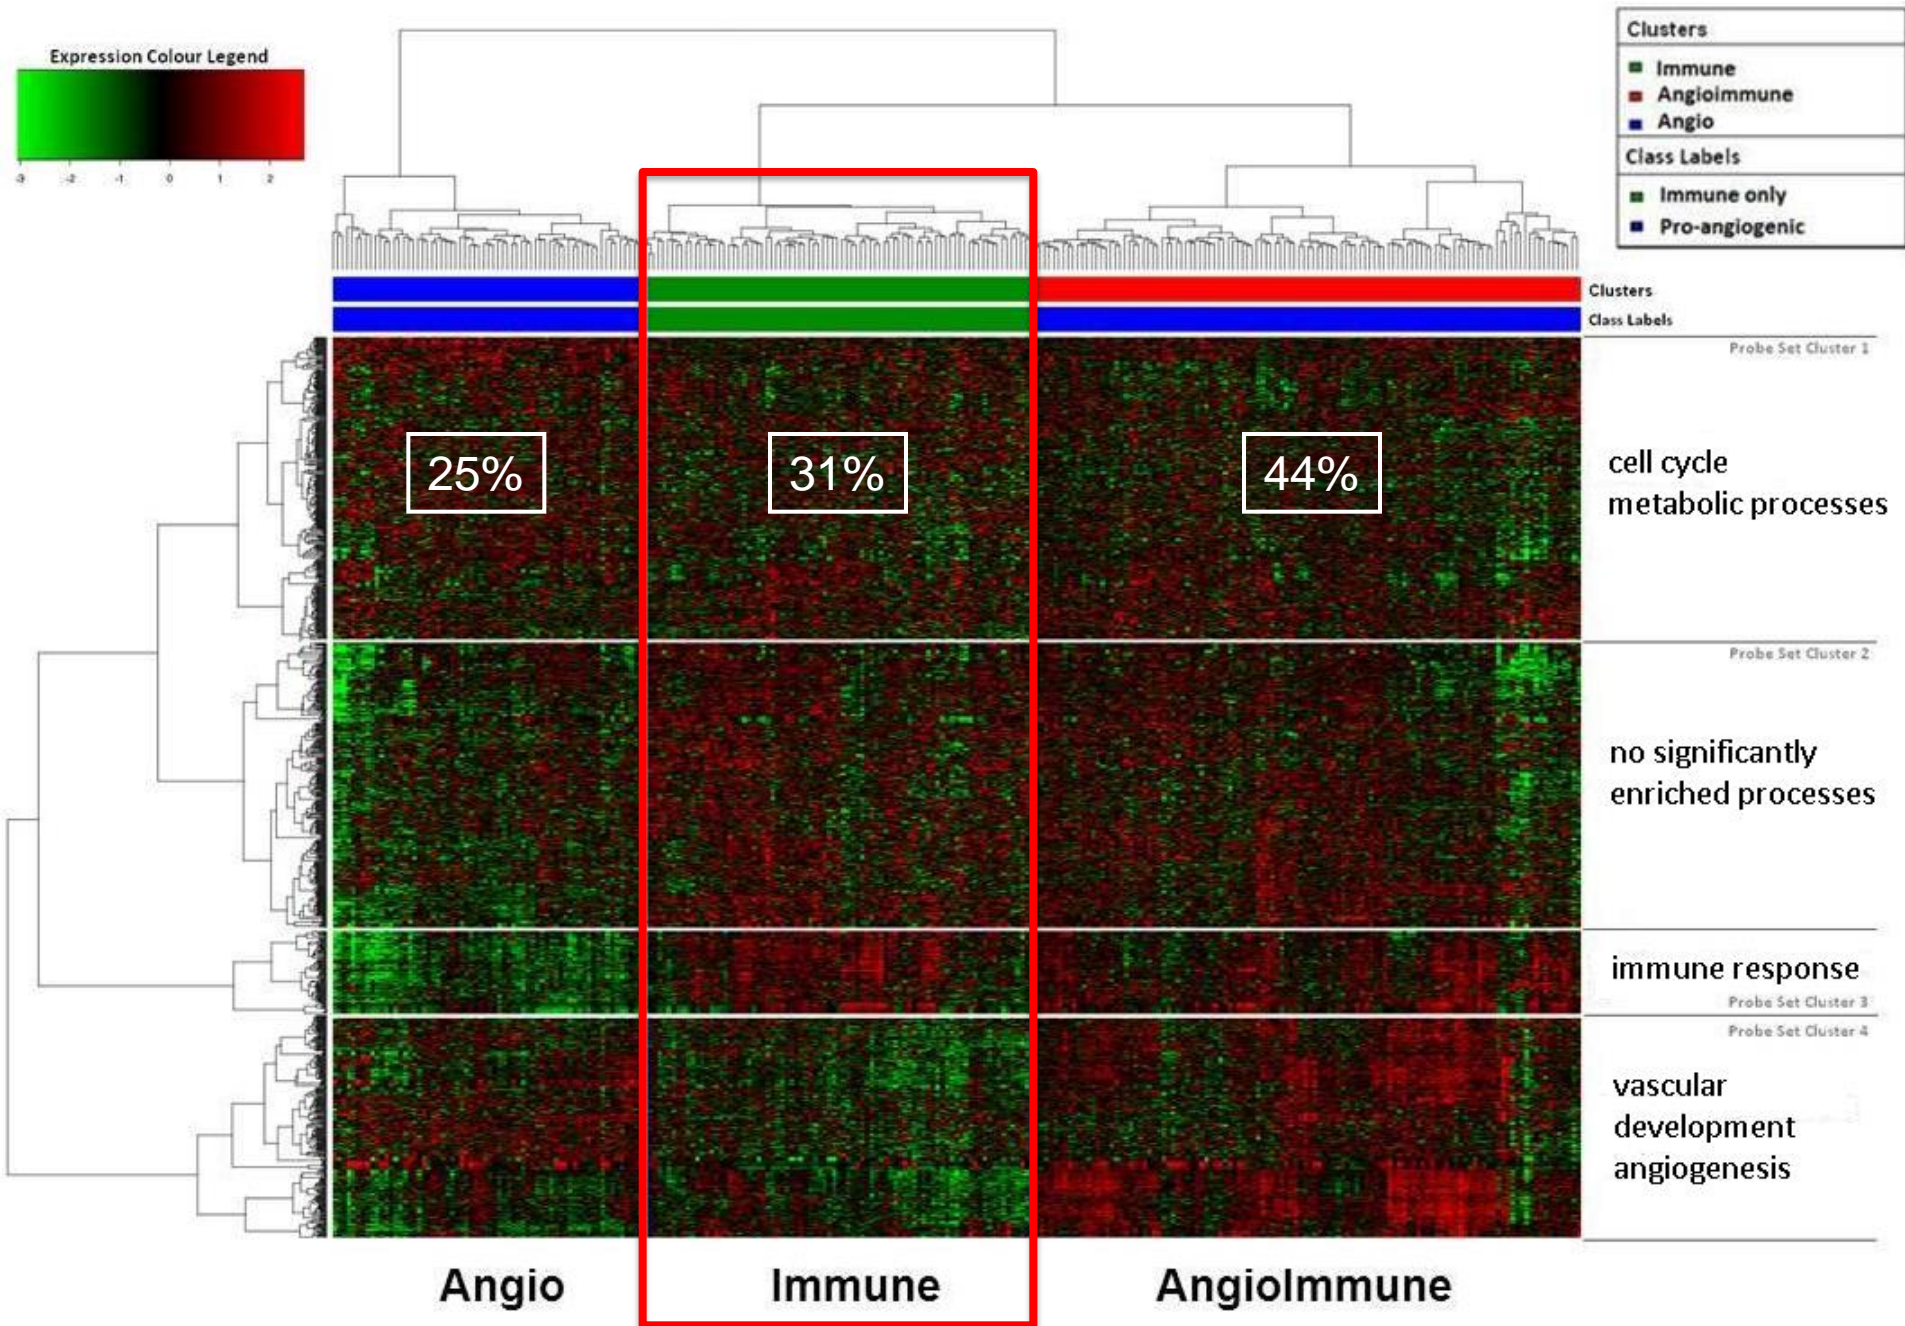 Expression Colour Legend
-3 -2 -1 0 1 2
Clusters
Immune
Angioimmune
Angio
Class Labels
Immune only
Pro-angiogenic
Clusters
Class Labels
Probe Set Cluster 1
25%
31%
44%
cell cycle
metabolic processes
Probe Set Cluster 2
no significantly
enriched processes
immune response
Probe Set Cluster 3
Probe Set Cluster 4
vascular
development
angiogenesis
Angio
Immune
AngioImmune